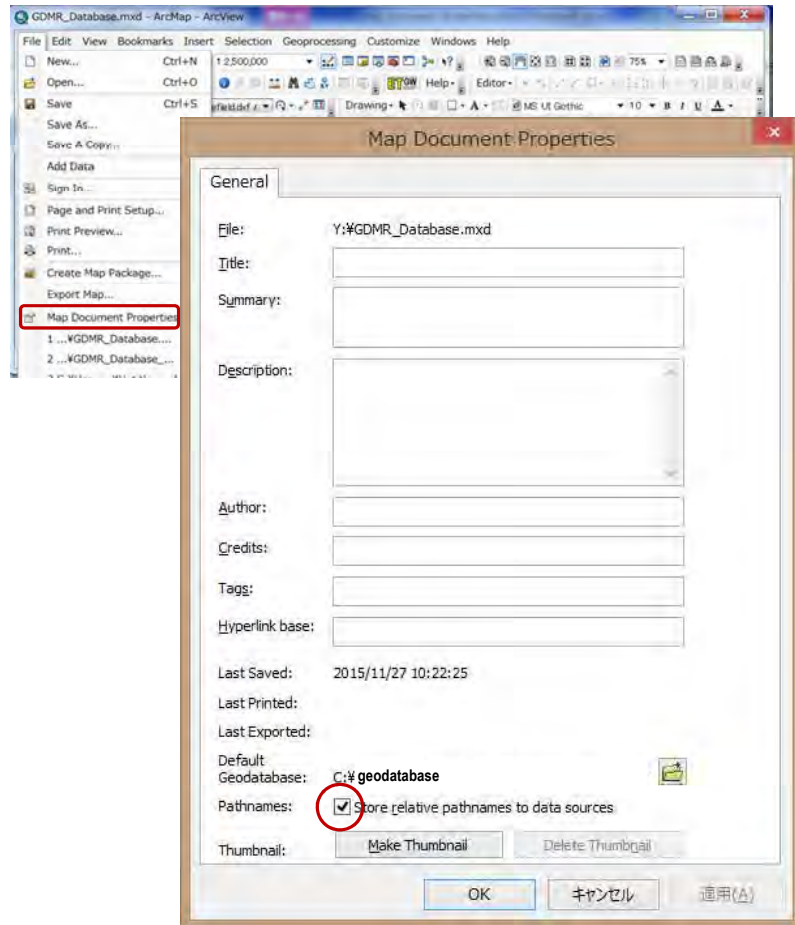 GDMR_Database.mxd - ArcMap - ArcView
File Edit View Bookmarks Insert Selection Geoprocessing Customize Windows Help
New... Ctrl+N 1:2,500,000 75%
Open... Ctrl+O Help Editor
Save Ctrl+S Drawing A MS UI Gothic 10 B I U A
Save As...
Save A Copy...
Add Data
Sign In...
Page and Print Setup...
Print Preview...
Print...
Create Map Package...
Export Map...
Map Document Properties
1 ...¥GDMR_Database....
2 ...¥GDMR_Database_...
Map Document Properties
General
File: Y:¥GDMR_Database.mxd
Title:
Summary:
Description:
Author:
Credits:
Tags:
Hyperlink base:
Last Saved: 2015/11/27 10:22:25
Last Printed:
Last Exported:
Default
Geodatabase: C:¥ geodatabase
Pathnames: Store relative pathnames to data sources
Thumbnail: Make Thumbnail Delete Thumbnail
OK キャンセル 適用(A)